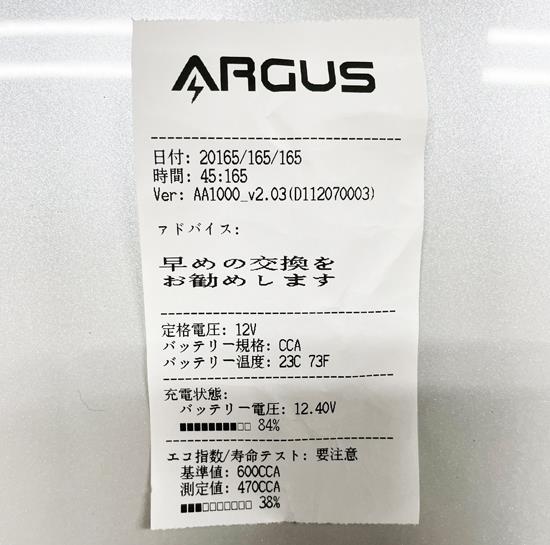 ARGUS
日付: 20165/165/165
時間: 45:165
Ver: AA1000_v2.03(D112070003)
ァドバイス:
早めの交換を
お勧めします
定格電圧: 12V
バッテリー規格: CCA
バッテリー温度: 23C 73F
充電状態:
バッテリー電圧: 12.40V
■■■■■■■■□□ 84%
エコ指数/寿命テスト: 要注意
基準値: 600CCA
測定値: 470CCA
■■■□□□□□□□ 38%